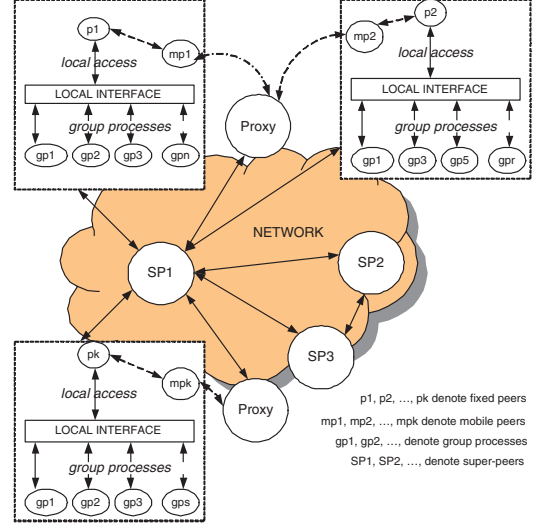 p1
mp1
local access
LOCAL INTERFACE
group processes
gp1 gp2 gp3 gpn
p2
mp2
local access
LOCAL INTERFACE
group processes
gp1 gp3 gp5 gpr
Proxy
NETWORK
SP1
SP2
SP3
Proxy
pk
mpk
local access
LOCAL INTERFACE
group processes
gp1 gp2 gp3 gps
p1, p2, ..., pk denote fixed peers
mp1, mp2, ..., mpk denote mobile peers
gp1, gp2, ..., denote group processes
SP1, SP2, ..., denote super-peers